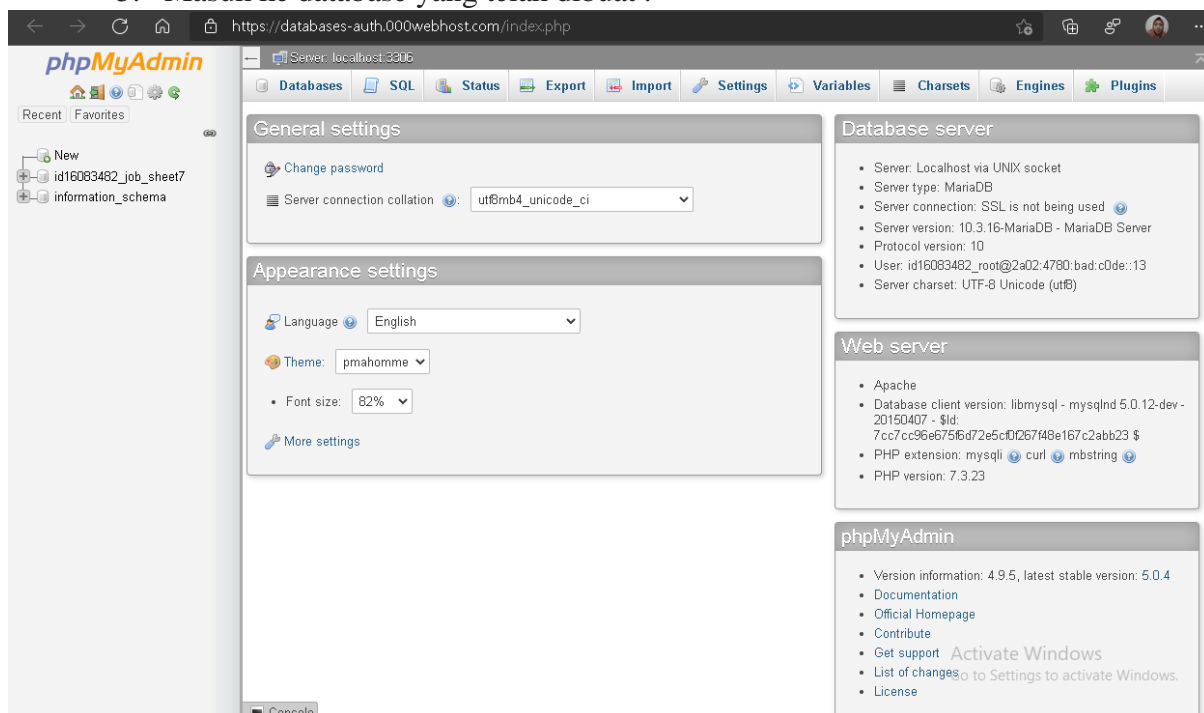 Masuk ke database yang telah dibuat .
https://databases-auth.000webhost.com/index.php
phpMyAdmin
Recent Favorites
New
id16083482_job_sheet7
information_schema
Server: localhost:3306
Databases SQL Status Export Import Settings Variables Charsets Engines Plugins
General settings
Change password
Server connection collation : utf8mb4_unicode_ci
Appearance settings
Language English
Theme: pmahomme
• Font size: 82%
More settings
Database server
• Server: Localhost via UNIX socket
• Server type: MariaDB
• Server connection: SSL is not being used
• Server version: 10.3.16-MariaDB - MariaDB Server
• Protocol version: 10
• User: id16083482_root@2a02:4780:bad:c0de::13
• Server charset: UTF-8 Unicode (utf8)
Web server
• Apache
• Database client version: libmysql - mysqlnd 5.0.12-dev -
20150407 - $Id:
7cc7cc96e675f6d72e5cf0f267f48e167c2abb23 $
• PHP extension: mysqli curl mbstring
• PHP version: 7.3.23
phpMyAdmin
• Version information: 4.9.5, latest stable version: 5.0.4
• Documentation
• Official Homepage
• Contribute
• Get support
• List of changes
• License
Activate Windows
Go to Settings to activate Windows.
Console